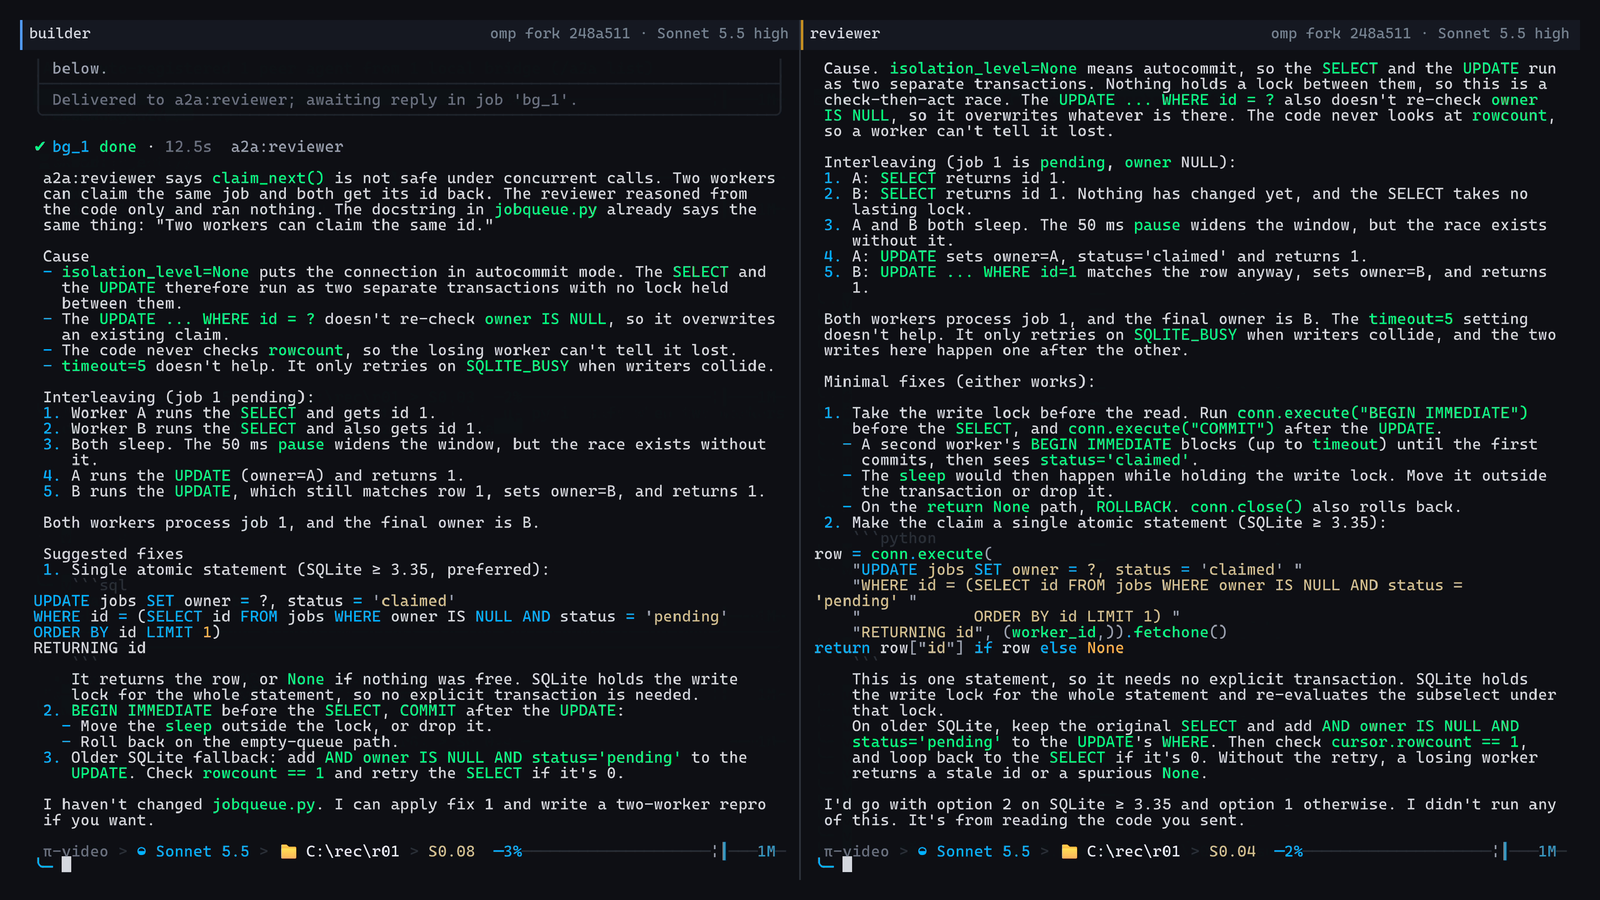 builder
omp fork 248a511 · Sonnet 5.5 high
below.
Delivered to a2a:reviewer; awaiting reply in job 'bg_1'.
✔ bg_1 done · 12.5s a2a:reviewer
a2a:reviewer says claim_next() is not safe under concurrent calls. Two workers
can claim the same job and both get its id back. The reviewer reasoned from
the code only and ran nothing. The docstring in jobqueue.py already says the
same thing: "Two workers can claim the same id."
Cause
– isolation_level=None puts the connection in autocommit mode. The SELECT and
the UPDATE therefore run as two separate transactions with no lock held
between them.
– The UPDATE ... WHERE id = ? doesn't re-check owner IS NULL, so it overwrites
an existing claim.
– The code never checks rowcount, so the losing worker can't tell it lost.
– timeout=5 doesn't help. It only retries on SQLITE_BUSY when writers collide.
Interleaving (job 1 pending):
1. Worker A runs the SELECT and gets id 1.
2. Worker B runs the SELECT and also gets id 1.
3. Both sleep. The 50 ms pause widens the window, but the race exists without
it.
4. A runs the UPDATE (owner=A) and returns 1.
5. B runs the UPDATE, which still matches row 1, sets owner=B, and returns 1.
Both workers process job 1, and the final owner is B.
Suggested fixes
1. Single atomic statement (SQLite ≥ 3.35, preferred):
```sql
UPDATE jobs SET owner = ?, status = 'claimed'
WHERE id = (SELECT id FROM jobs WHERE owner IS NULL AND status = 'pending'
ORDER BY id LIMIT 1)
RETURNING id
```
It returns the row, or None if nothing was free. SQLite holds the write
lock for the whole statement, so no explicit transaction is needed.
2. BEGIN IMMEDIATE before the SELECT, COMMIT after the UPDATE:
– Move the sleep outside the lock, or drop it.
– Roll back on the empty-queue path.
3. Older SQLite fallback: add AND owner IS NULL AND status='pending' to the
UPDATE. Check rowcount == 1 and retry the SELECT if it's 0.
I haven't changed jobqueue.py. I can apply fix 1 and write a two-worker repro
if you want.
π-video > Sonnet 5.5 > C:\rec\r01 > S0.08 –3% 1M
reviewer
omp fork 248a511 · Sonnet 5.5 high
Cause. isolation_level=None means autocommit, so the SELECT and the UPDATE run
as two separate transactions. Nothing holds a lock between them, so this is a
check-then-act race. The UPDATE ... WHERE id = ? also doesn't re-check owner
IS NULL, so it overwrites whatever is there. The code never looks at rowcount,
so a worker can't tell it lost.
Interleaving (job 1 is pending, owner NULL):
1. A: SELECT returns id 1.
2. B: SELECT returns id 1. Nothing has changed yet, and the SELECT takes no
lasting lock.
3. A and B both sleep. The 50 ms pause widens the window, but the race exists
without it.
4. A: UPDATE sets owner=A, status='claimed' and returns 1.
5. B: UPDATE ... WHERE id=1 matches the row anyway, sets owner=B, and returns
1.
Both workers process job 1, and the final owner is B. The timeout=5 setting
doesn't help. It only retries on SQLITE_BUSY when writers collide, and the two
writes here happen one after the other.
Minimal fixes (either works):
1. Take the write lock before the read. Run conn.execute("BEGIN IMMEDIATE")
before the SELECT, and conn.execute("COMMIT") after the UPDATE.
– A second worker's BEGIN IMMEDIATE blocks (up to timeout) until the first
commits, then sees status='claimed'.
– The sleep would then happen while holding the write lock. Move it outside
the transaction or drop it.
– On the return None path, ROLLBACK. conn.close() also rolls back.
2. Make the claim a single atomic statement (SQLite ≥ 3.35):
```python
row = conn.execute(
"UPDATE jobs SET owner = ?, status = 'claimed' "
"WHERE id = (SELECT id FROM jobs WHERE owner IS NULL AND status =
'pending' "
" ORDER BY id LIMIT 1) "
"RETURNING id", (worker_id,)).fetchone()
return row["id"] if row else None
```
This is one statement, so it needs no explicit transaction. SQLite holds
the write lock for the whole statement and re-evaluates the subselect under
that lock.
On older SQLite, keep the original SELECT and add AND owner IS NULL AND
status='pending' to the UPDATE's WHERE. Then check cursor.rowcount == 1,
and loop back to the SELECT if it's 0. Without the retry, a losing worker
returns a stale id or a spurious None.
I'd go with option 2 on SQLite ≥ 3.35 and option 1 otherwise. I didn't run any
of this. It's from reading the code you sent.
π-video > Sonnet 5.5 > C:\rec\r01 > S0.04 –2% 1M